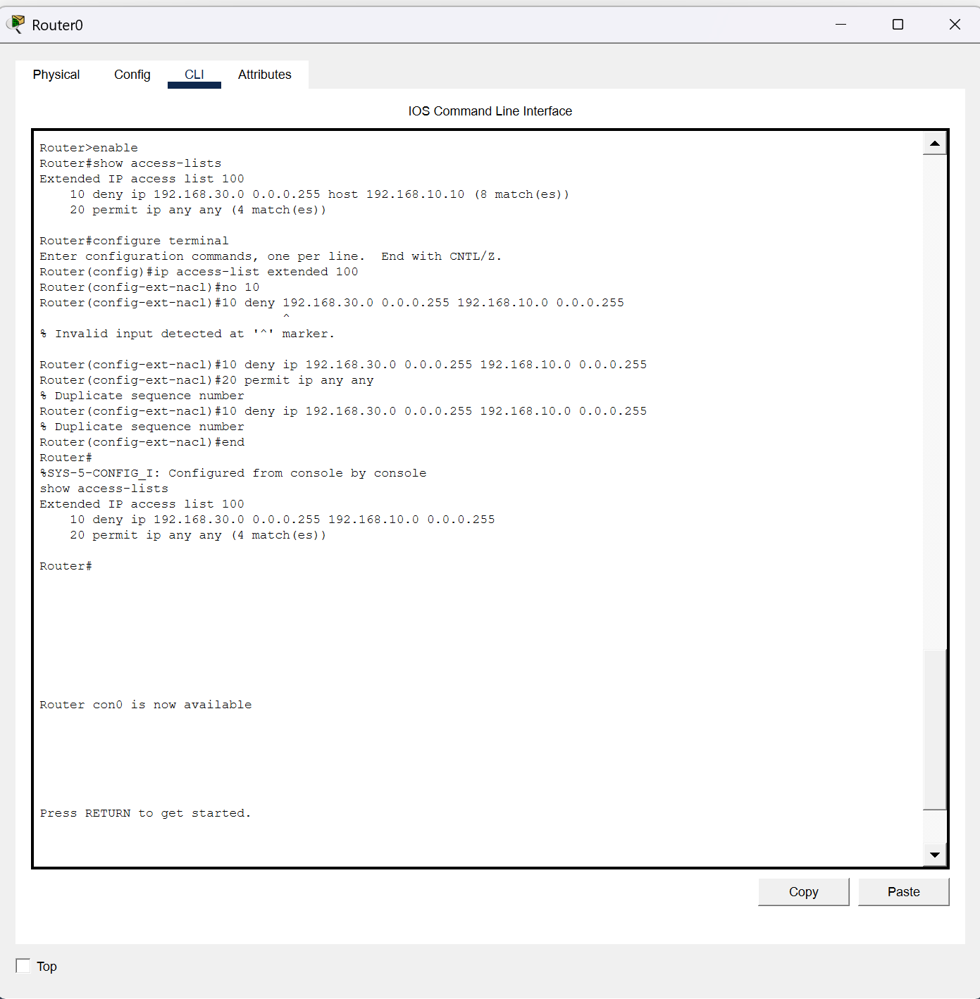 Router0
Physical Config CLI Attributes
IOS Command Line Interface
Router>enable
Router#show access-lists
Extended IP access list 100
    10 deny ip 192.168.30.0 0.0.0.255 host 192.168.10.10 (8 match(es))
    20 permit ip any any (4 match(es))
Router#configure terminal
Enter configuration commands, one per line.  End with CNTL/Z.
Router(config)#ip access-list extended 100
Router(config-ext-nacl)#no 10
Router(config-ext-nacl)#10 deny 192.168.30.0 0.0.0.255 192.168.10.0 0.0.0.255
                                ^
% Invalid input detected at '^' marker.
Router(config-ext-nacl)#10 deny ip 192.168.30.0 0.0.0.255 192.168.10.0 0.0.0.255
Router(config-ext-nacl)#20 permit ip any any
% Duplicate sequence number
Router(config-ext-nacl)#10 deny ip 192.168.30.0 0.0.0.255 192.168.10.0 0.0.0.255
% Duplicate sequence number
Router(config-ext-nacl)#end
Router#
%SYS-5-CONFIG_I: Configured from console by console
show access-lists
Extended IP access list 100
    10 deny ip 192.168.30.0 0.0.0.255 192.168.10.0 0.0.0.255
    20 permit ip any any (4 match(es))
Router#
Router con0 is now available
Press RETURN to get started.
Copy Paste
Top